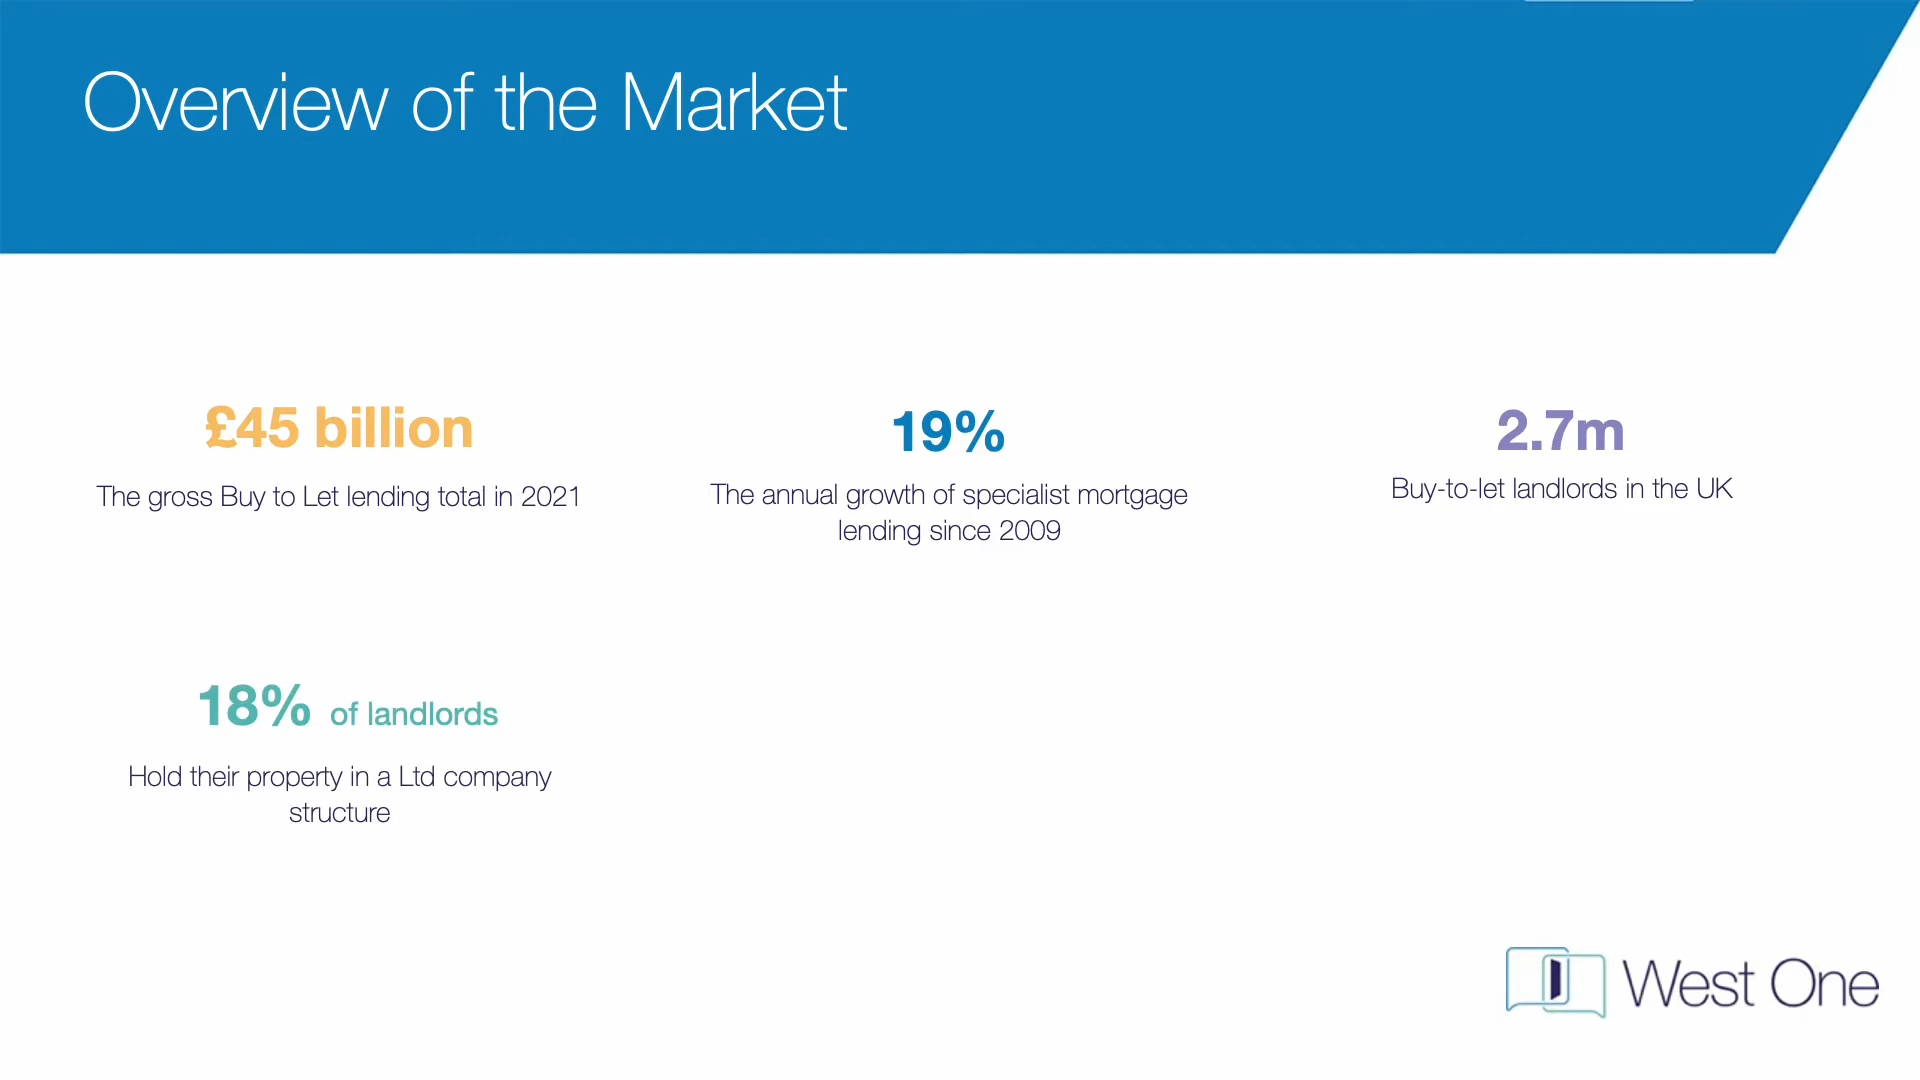 Overview of the Market
£45 billion
The gross Buy to Let lending total in 2021
19%
The annual growth of specialist mortgage
lending since 2009
2.7m
Buy-to-let landlords in the UK
18% of landlords
Hold their property in a Ltd company
structure
West One